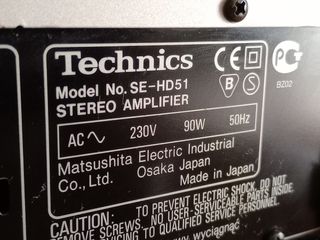 Technics
Model No. SE-HD51
STEREO AMPLIFIER
B S
BZ02
AC 230V 90W 50Hz
Matsushita Electric Industrial
Co., Ltd. Osaka Japan Made in Japan
CAUTION: TO PREVENT ELECTRIC SHOCK, DO NOT
REMOVE SCREWS. NO USER-SERVICEABLE PARTS
SERVICING TO QUALIFIED SERVICE PERSONNEL.
wyciągnąć